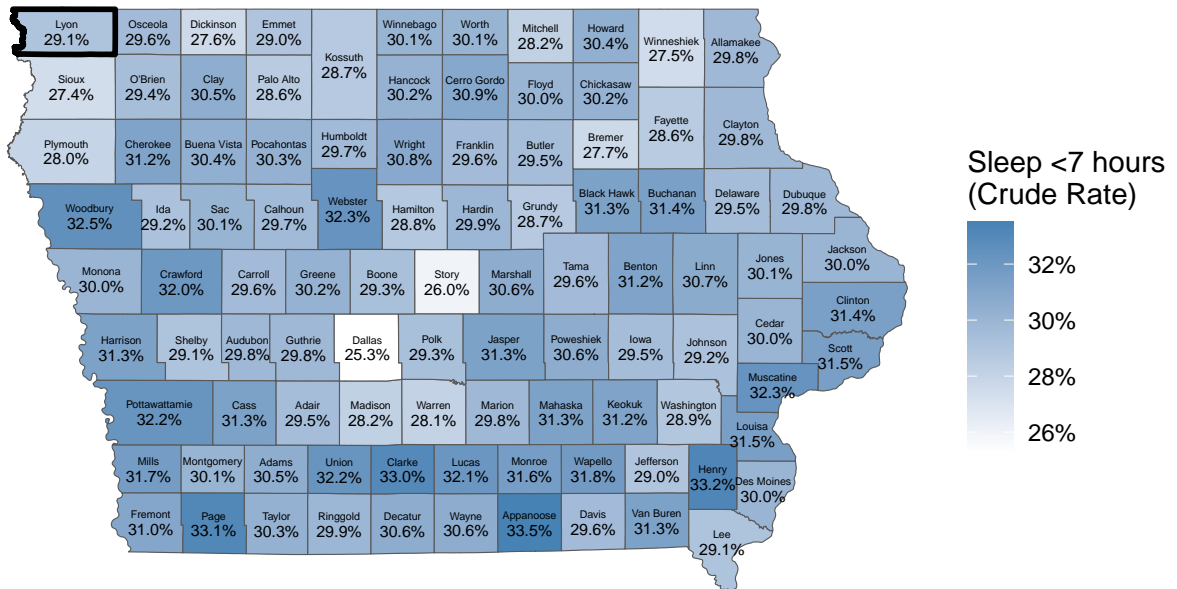 Lyon
29.1%
Osceola
29.6%
Dickinson
27.6%
Emmet
29.0%
Kossuth
28.7%
Winnebago
30.1%
Worth
30.1%
Mitchell
28.2%
Howard
30.4%
Winneshiek
27.5%
Allamakee
29.8%
Sioux
27.4%
O'Brien
29.4%
Clay
30.5%
Palo Alto
28.6%
Hancock
30.2%
Cerro Gordo
30.9%
Floyd
30.0%
Chickasaw
30.2%
Fayette
28.6%
Clayton
29.8%
Plymouth
28.0%
Cherokee
31.2%
Buena Vista
30.4%
Pocahontas
30.3%
Humboldt
29.7%
Wright
30.8%
Franklin
29.6%
Butler
29.5%
Bremer
27.7%
Woodbury
32.5%
Ida
29.2%
Sac
30.1%
Calhoun
29.7%
Webster
32.3%
Hamilton
28.8%
Hardin
29.9%
Grundy
28.7%
Black Hawk
31.3%
Buchanan
31.4%
Delaware
29.5%
Dubuque
29.8%
Monona
30.0%
Crawford
32.0%
Carroll
29.6%
Greene
30.2%
Boone
29.3%
Story
26.0%
Marshall
30.6%
Tama
29.6%
Benton
31.2%
Linn
30.7%
Jones
30.1%
Jackson
30.0%
Clinton
31.4%
Harrison
31.3%
Shelby
29.1%
Audubon
29.8%
Guthrie
29.8%
Dallas
25.3%
Polk
29.3%
Jasper
31.3%
Poweshiek
30.6%
Iowa
29.5%
Johnson
29.2%
Cedar
30.0%
Scott
31.5%
Muscatine
32.3%
Pottawattamie
32.2%
Cass
31.3%
Adair
29.5%
Madison
28.2%
Warren
28.1%
Marion
29.8%
Mahaska
31.3%
Keokuk
31.2%
Washington
28.9%
Louisa
31.5%
Mills
31.7%
Montgomery
30.1%
Adams
30.5%
Union
32.2%
Clarke
33.0%
Lucas
32.1%
Monroe
31.6%
Wapello
31.8%
Jefferson
29.0%
Henry
33.2%
Des Moines
30.0%
Fremont
31.0%
Page
33.1%
Taylor
30.3%
Ringgold
29.9%
Decatur
30.6%
Wayne
30.6%
Appanoose
33.5%
Davis
29.6%
Van Buren
31.3%
Lee
29.1%
Sleep <7 hours
(Crude Rate)
32%
30%
28%
26%